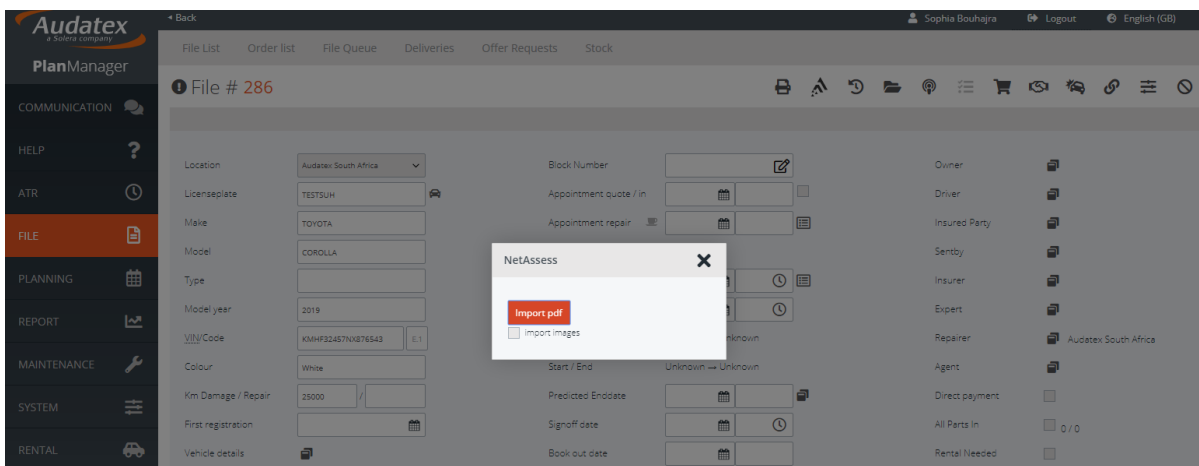 Audatex
a Solera company
PlanManager
Back
Sophia Bouhajra
Logout
English (GB)
File List
Order list
File Queue
Deliveries
Offer Requests
Stock
File # 286
COMMUNICATION
HELP
ATR
FILE
PLANNING
REPORT
MAINTENANCE
SYSTEM
RENTAL
Location
Audatex South Africa
Licenseplate
TESTSUH
Make
TOYOTA
Model
COROLLA
Type
Model year
2019
VIN/Code
KMHF32457NX876543
E.1
Colour
White
Km Damage / Repair
25000
/
First registration
Vehicle details
Block Number
Appointment quote / in
Appointment repair
NetAssess
Import pdf
Import Images
nknown
Start / End
Unknown → Unknown
Predicted Enddate
Signoff date
Book out date
Owner
Driver
Insured Party
Sentby
Insurer
Expert
Repairer
Audatex South Africa
Agent
Direct payment
All Parts In
0 / 0
Rental Needed